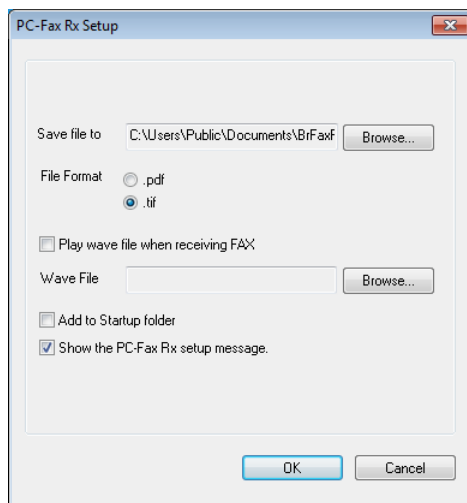 PC-Fax Rx Setup
Save file to C:\Users\Public\Documents\BrFaxF Browse...
File Format .pdf
.tif
Play wave file when receiving FAX
Wave File Browse...
Add to Startup folder
Show the PC-Fax Rx setup message.
OK Cancel